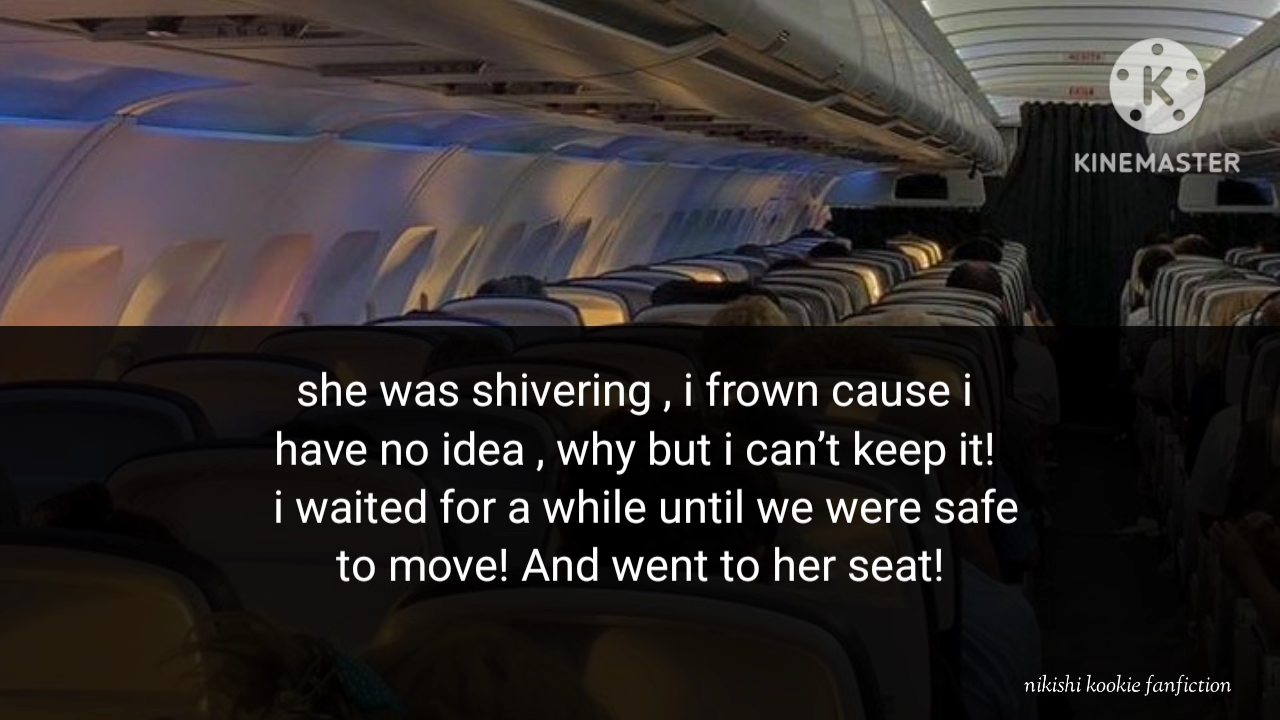 K
KINEMASTER
EXIT
she was shivering , i frown cause i
have no idea , why but i can’t keep it!
i waited for a while until we were safe
to move! And went to her seat!
nikishi kookie fanfiction